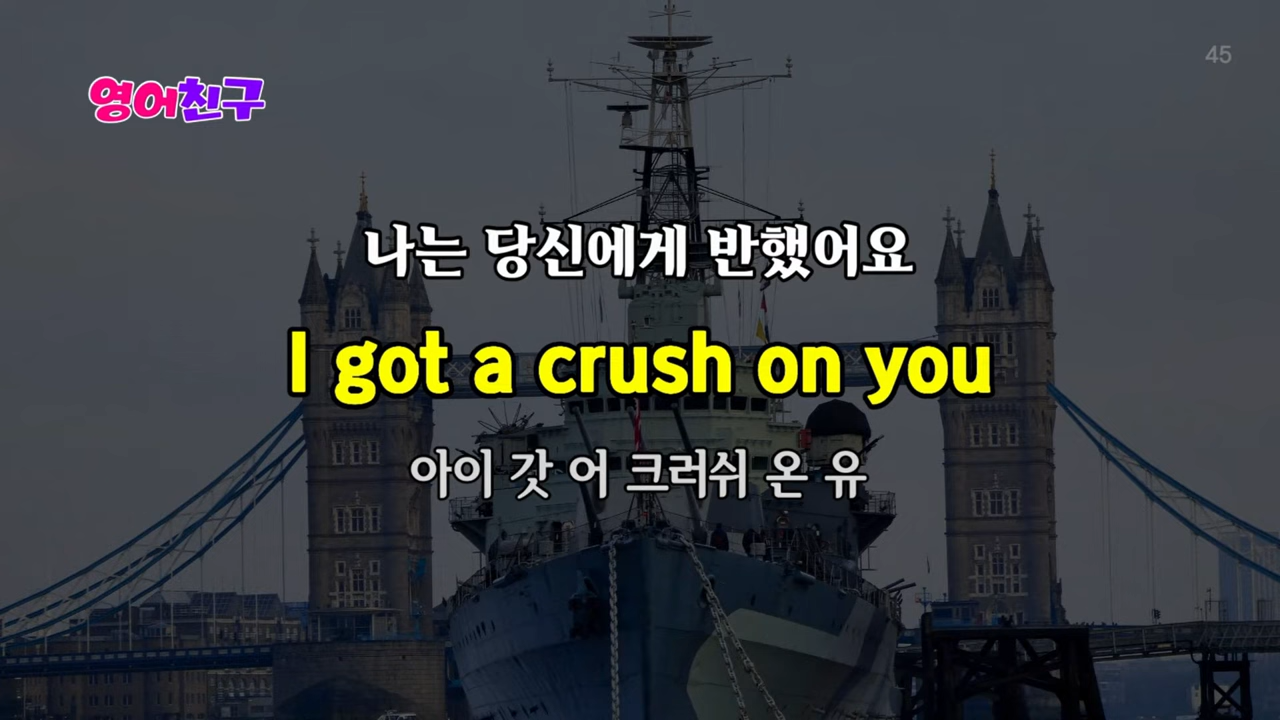 45
영어친구
나는 당신에게 반했어요
I got a crush on you
아이 갓 어 크러쉬 온 유